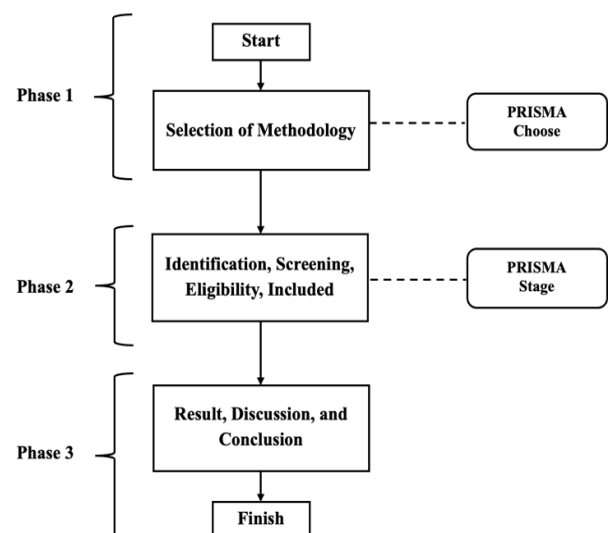 Start
Phase 1
Selection of Methodology
PRISMA
Choose
Identification, Screening,
Eligibility, Included
Phase 2
PRISMA
Stage
Result, Discussion, and
Conclusion
Phase 3
Finish